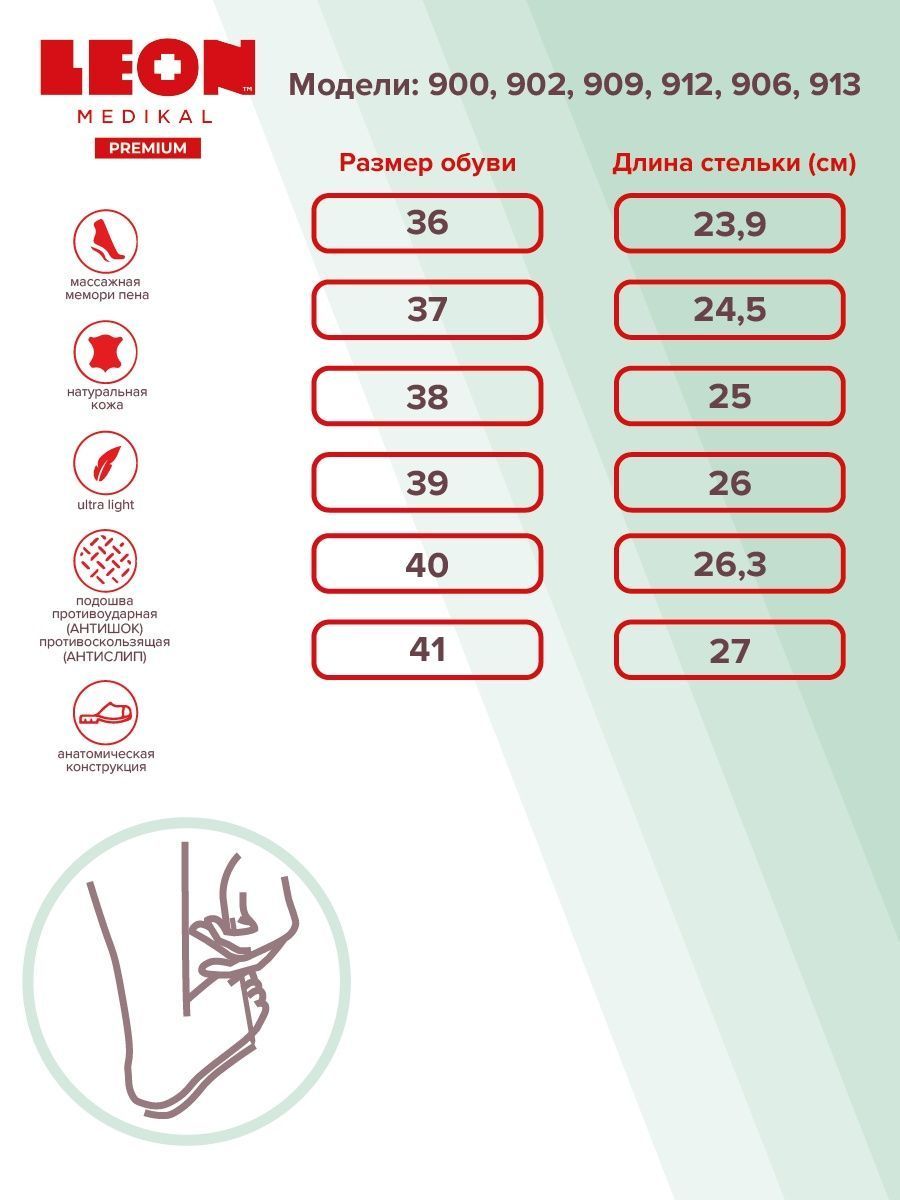 LEON™
MEDIKAL
PREMIUM
Модели: 900, 902, 909, 912, 906, 913
Размер обуви Длина стельки (см)
36 23,9
37 24,5
38 25
39 26
40 26,3
41 27
массажная
мемори пена
натуральная
кожа
ultra light
подошва
противоударная
(АНТИШОК)
противоскользящая
(АНТИСЛИП)
анатомическая
конструкция